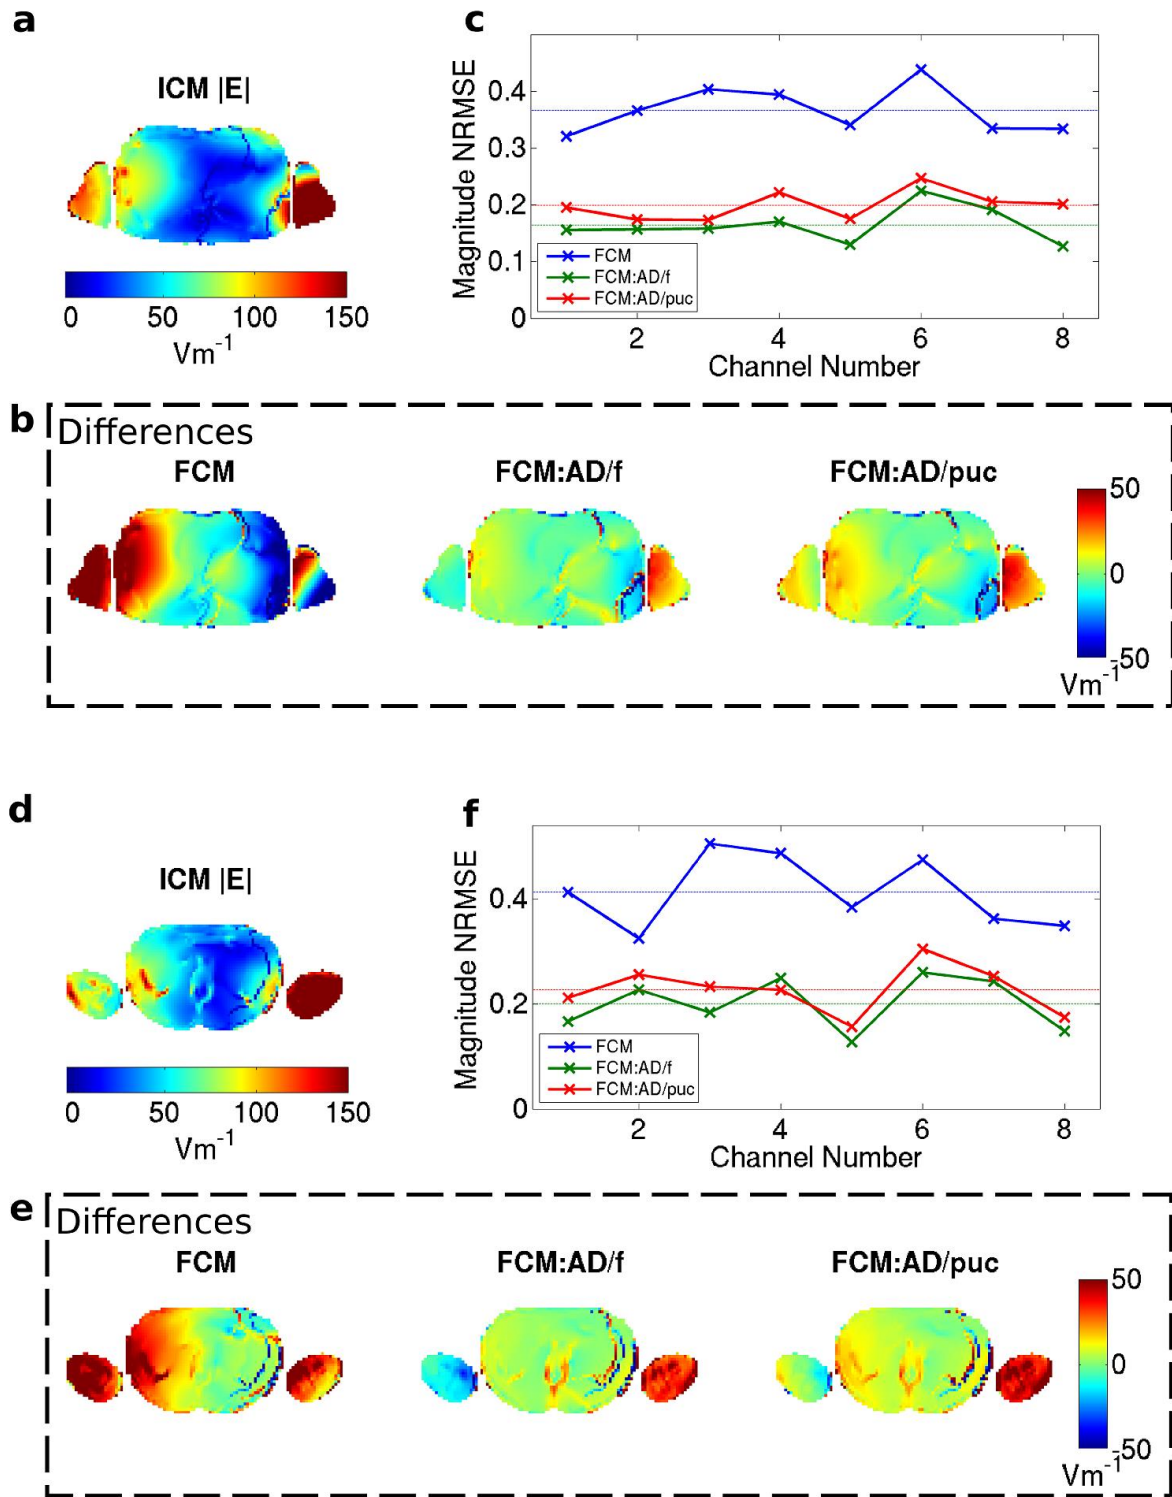 a
ICM |E|
0 50 100 150
Vm⁻¹
c
Magnitude NRMSE
0.4
0.3
0.2
0.1
0
FCM
FCM:AD/f
FCM:AD/puc
2 4 6 8
Channel Number
b
Differences
FCM FCM:AD/f FCM:AD/puc
50
0
-50
Vm⁻¹
d
ICM |E|
0 50 100 150
Vm⁻¹
f
Magnitude NRMSE
0.4
0.2
0
FCM
FCM:AD/f
FCM:AD/puc
2 4 6 8
Channel Number
e
Differences
FCM FCM:AD/f FCM:AD/puc
50
0
-50
Vm⁻¹